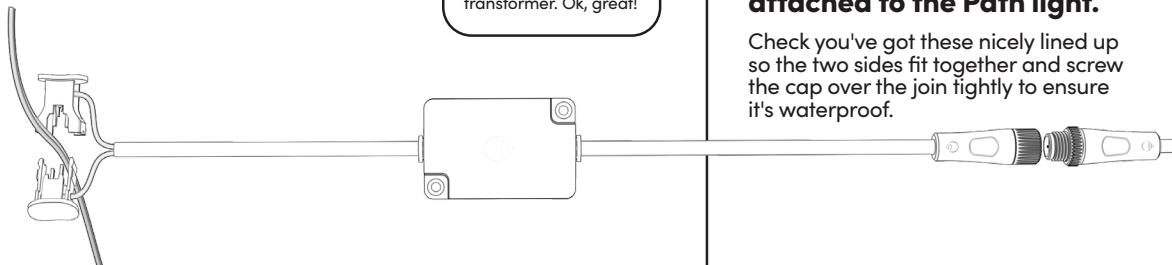 transformer. Ok, great!
attached to the Path light.
Check you've got these nicely lined up
so the two sides fit together and screw
the cap over the join tightly to ensure
it's waterproof.